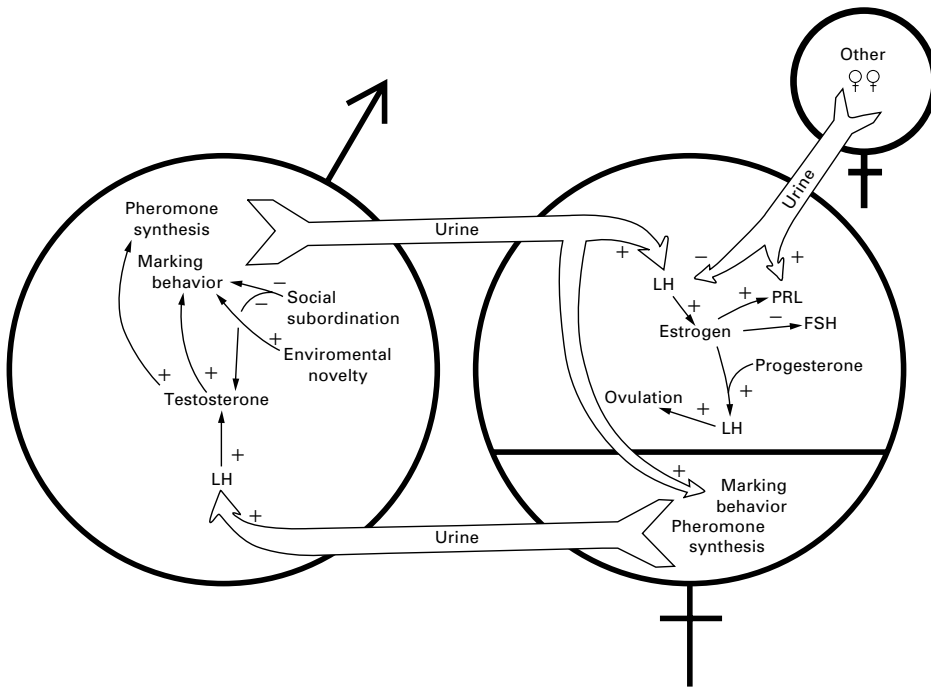 Other
♀♀
Urine
Pheromone
synthesis
Urine
Marking
behavior
Social
subordination
Enviromental
novelty
Testosterone
LH
+
+
+
+
+
−
−
LH
+
+
−
+
+
PRL
Estrogen
−
FSH
Progesterone
+
Ovulation
+
LH
+
Marking
behavior
Pheromone
synthesis
Urine